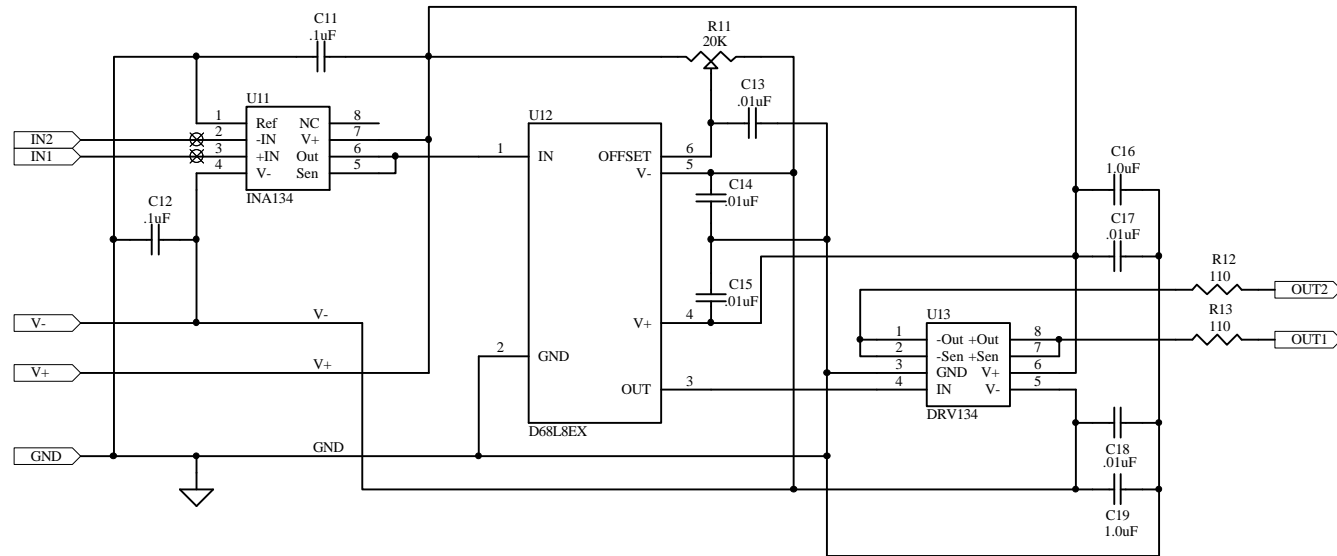 C11
.1uF
R11
20K
C13
.01uF
U11
U12
1 Ref NC 8
IN2 2 -IN V+ 7
IN1 3 +IN Out 6
4 V- Sen 5
INA134
1 IN
OFFSET 6
V- 5
C16
1.0uF
C12
.1uF
C14
.01uF
C17
.01uF
R12
110
OUT2
C15
.01uF
R13
110
V- V-
V+ 4
U13
1 -Out +Out 8
OUT1
2 -Sen +Sen 7
3 GND V+ 6
4 IN V- 5
DRV134
2 GND
V+ V+
OUT 3
D68L8EX
GND GND
C18
.01uF
C19
1.0uF